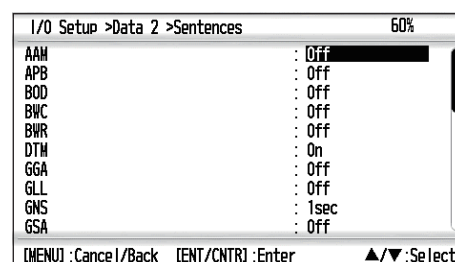 I/O Setup >Data 2 >Sentences 60%
AAM : Off
APB : Off
BOD : Off
BWC : Off
BWR : Off
DTM : On
GGA : Off
GLL : Off
GNS : 1sec
GSA : Off
[MENU] :Cancel/Back [ENT/CNTR] :Enter ▲/▼ :Select